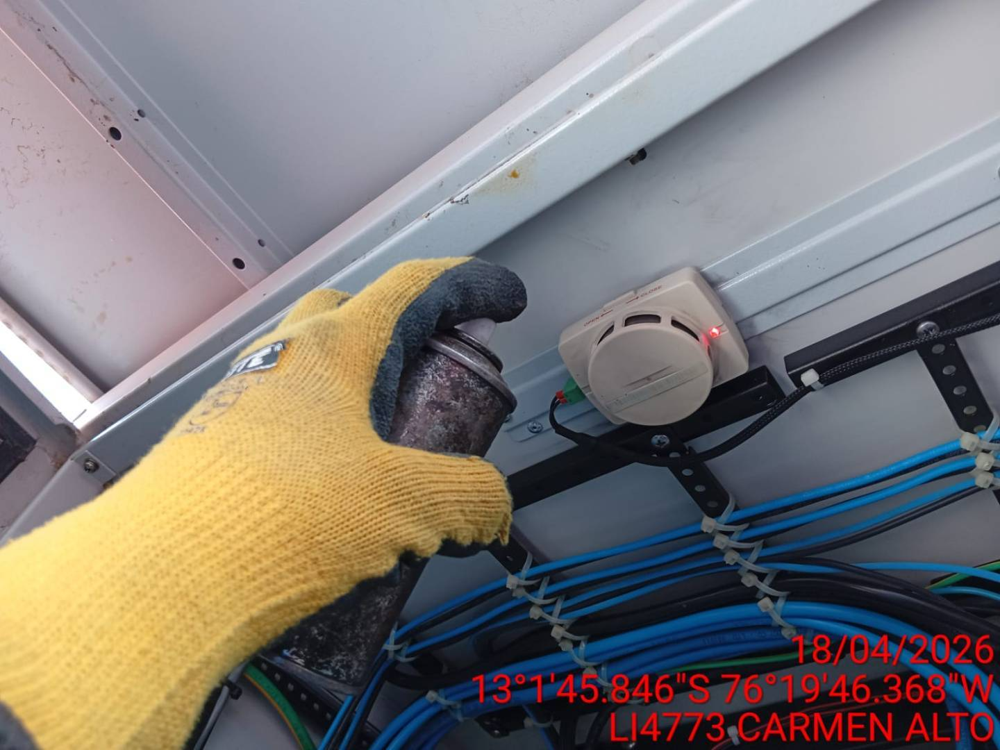 OPEN
CLOSE
18/04/2026
13°1'45.846"S 76°19'46.368"W
LI4773 CARMEN ALTO